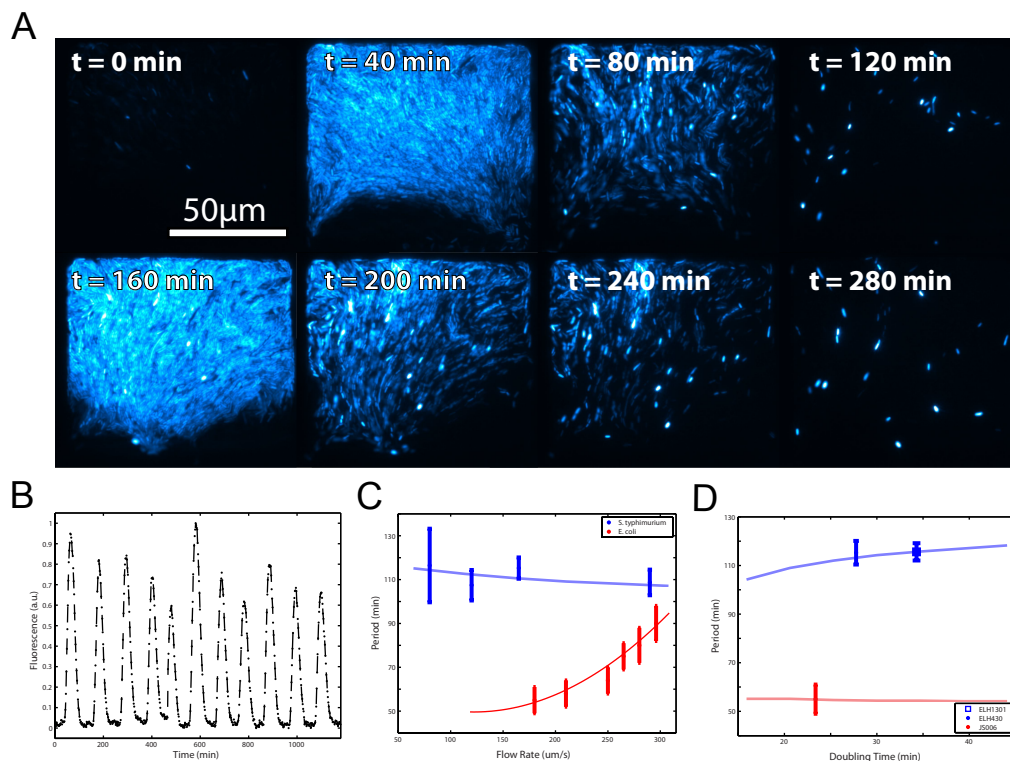 A
t = 0 min
t = 40 min
t = 80 min
t = 120 min
50µm
t = 160 min
t = 200 min
t = 240 min
t = 280 min
B
Fluorescence (a.u)
1
0.9
0.8
0.7
0.6
0.5
0.4
0.3
0.2
0.1
0
0 200 400 600 800 1000
Time (min)
C
S. typhimurium
E. coli
Period (min)
130
110
90
70
50
50 100 150 200 250 300
Flow Rate (um/s)
D
Period (min)
130
110
90
70
50
ELH1301
ELH430
JS006
20 30 40
Doubling Time (min)